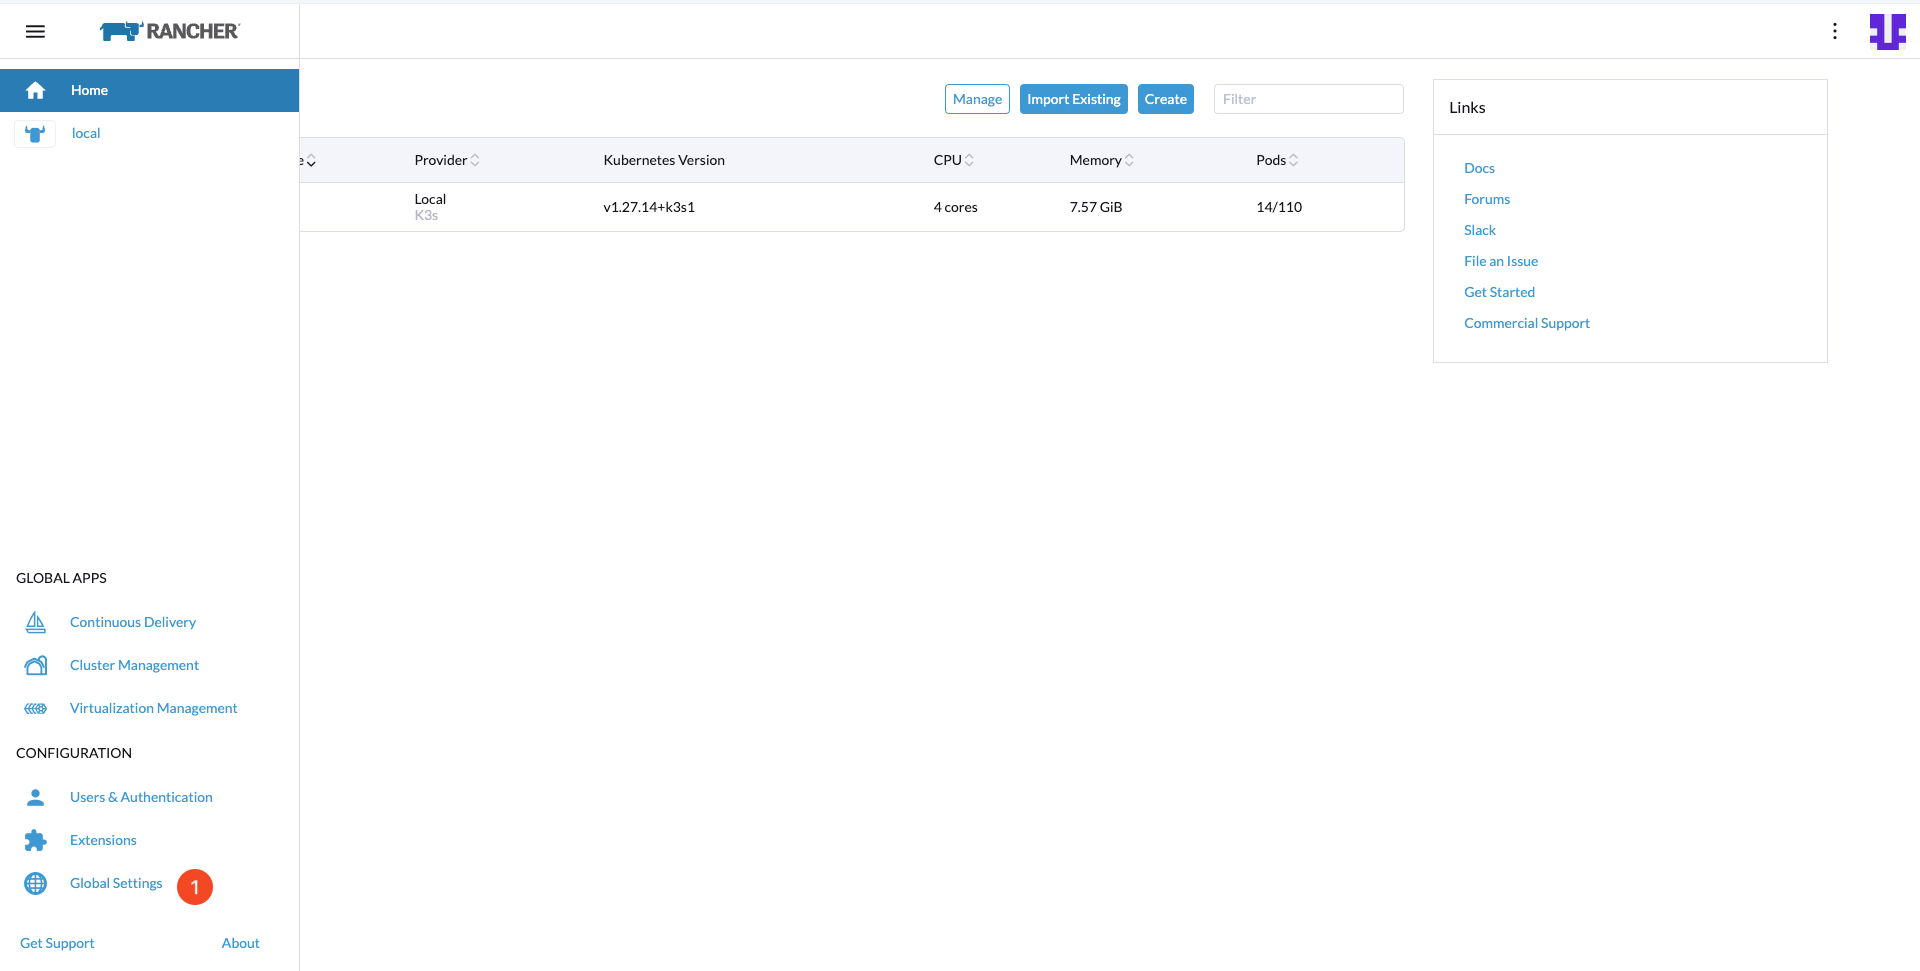 RANCHER
Home
local
GLOBAL APPS
Continuous Delivery
Cluster Management
Virtualization Management
CONFIGURATION
Users & Authentication
Extensions
Global Settings 1
Get Support About
Manage Import Existing Create Filter
e Provider Kubernetes Version CPU Memory Pods
Local
K3s
v1.27.14+k3s1 4 cores 7.57 GiB 14/110
Links
Docs
Forums
Slack
File an Issue
Get Started
Commercial Support